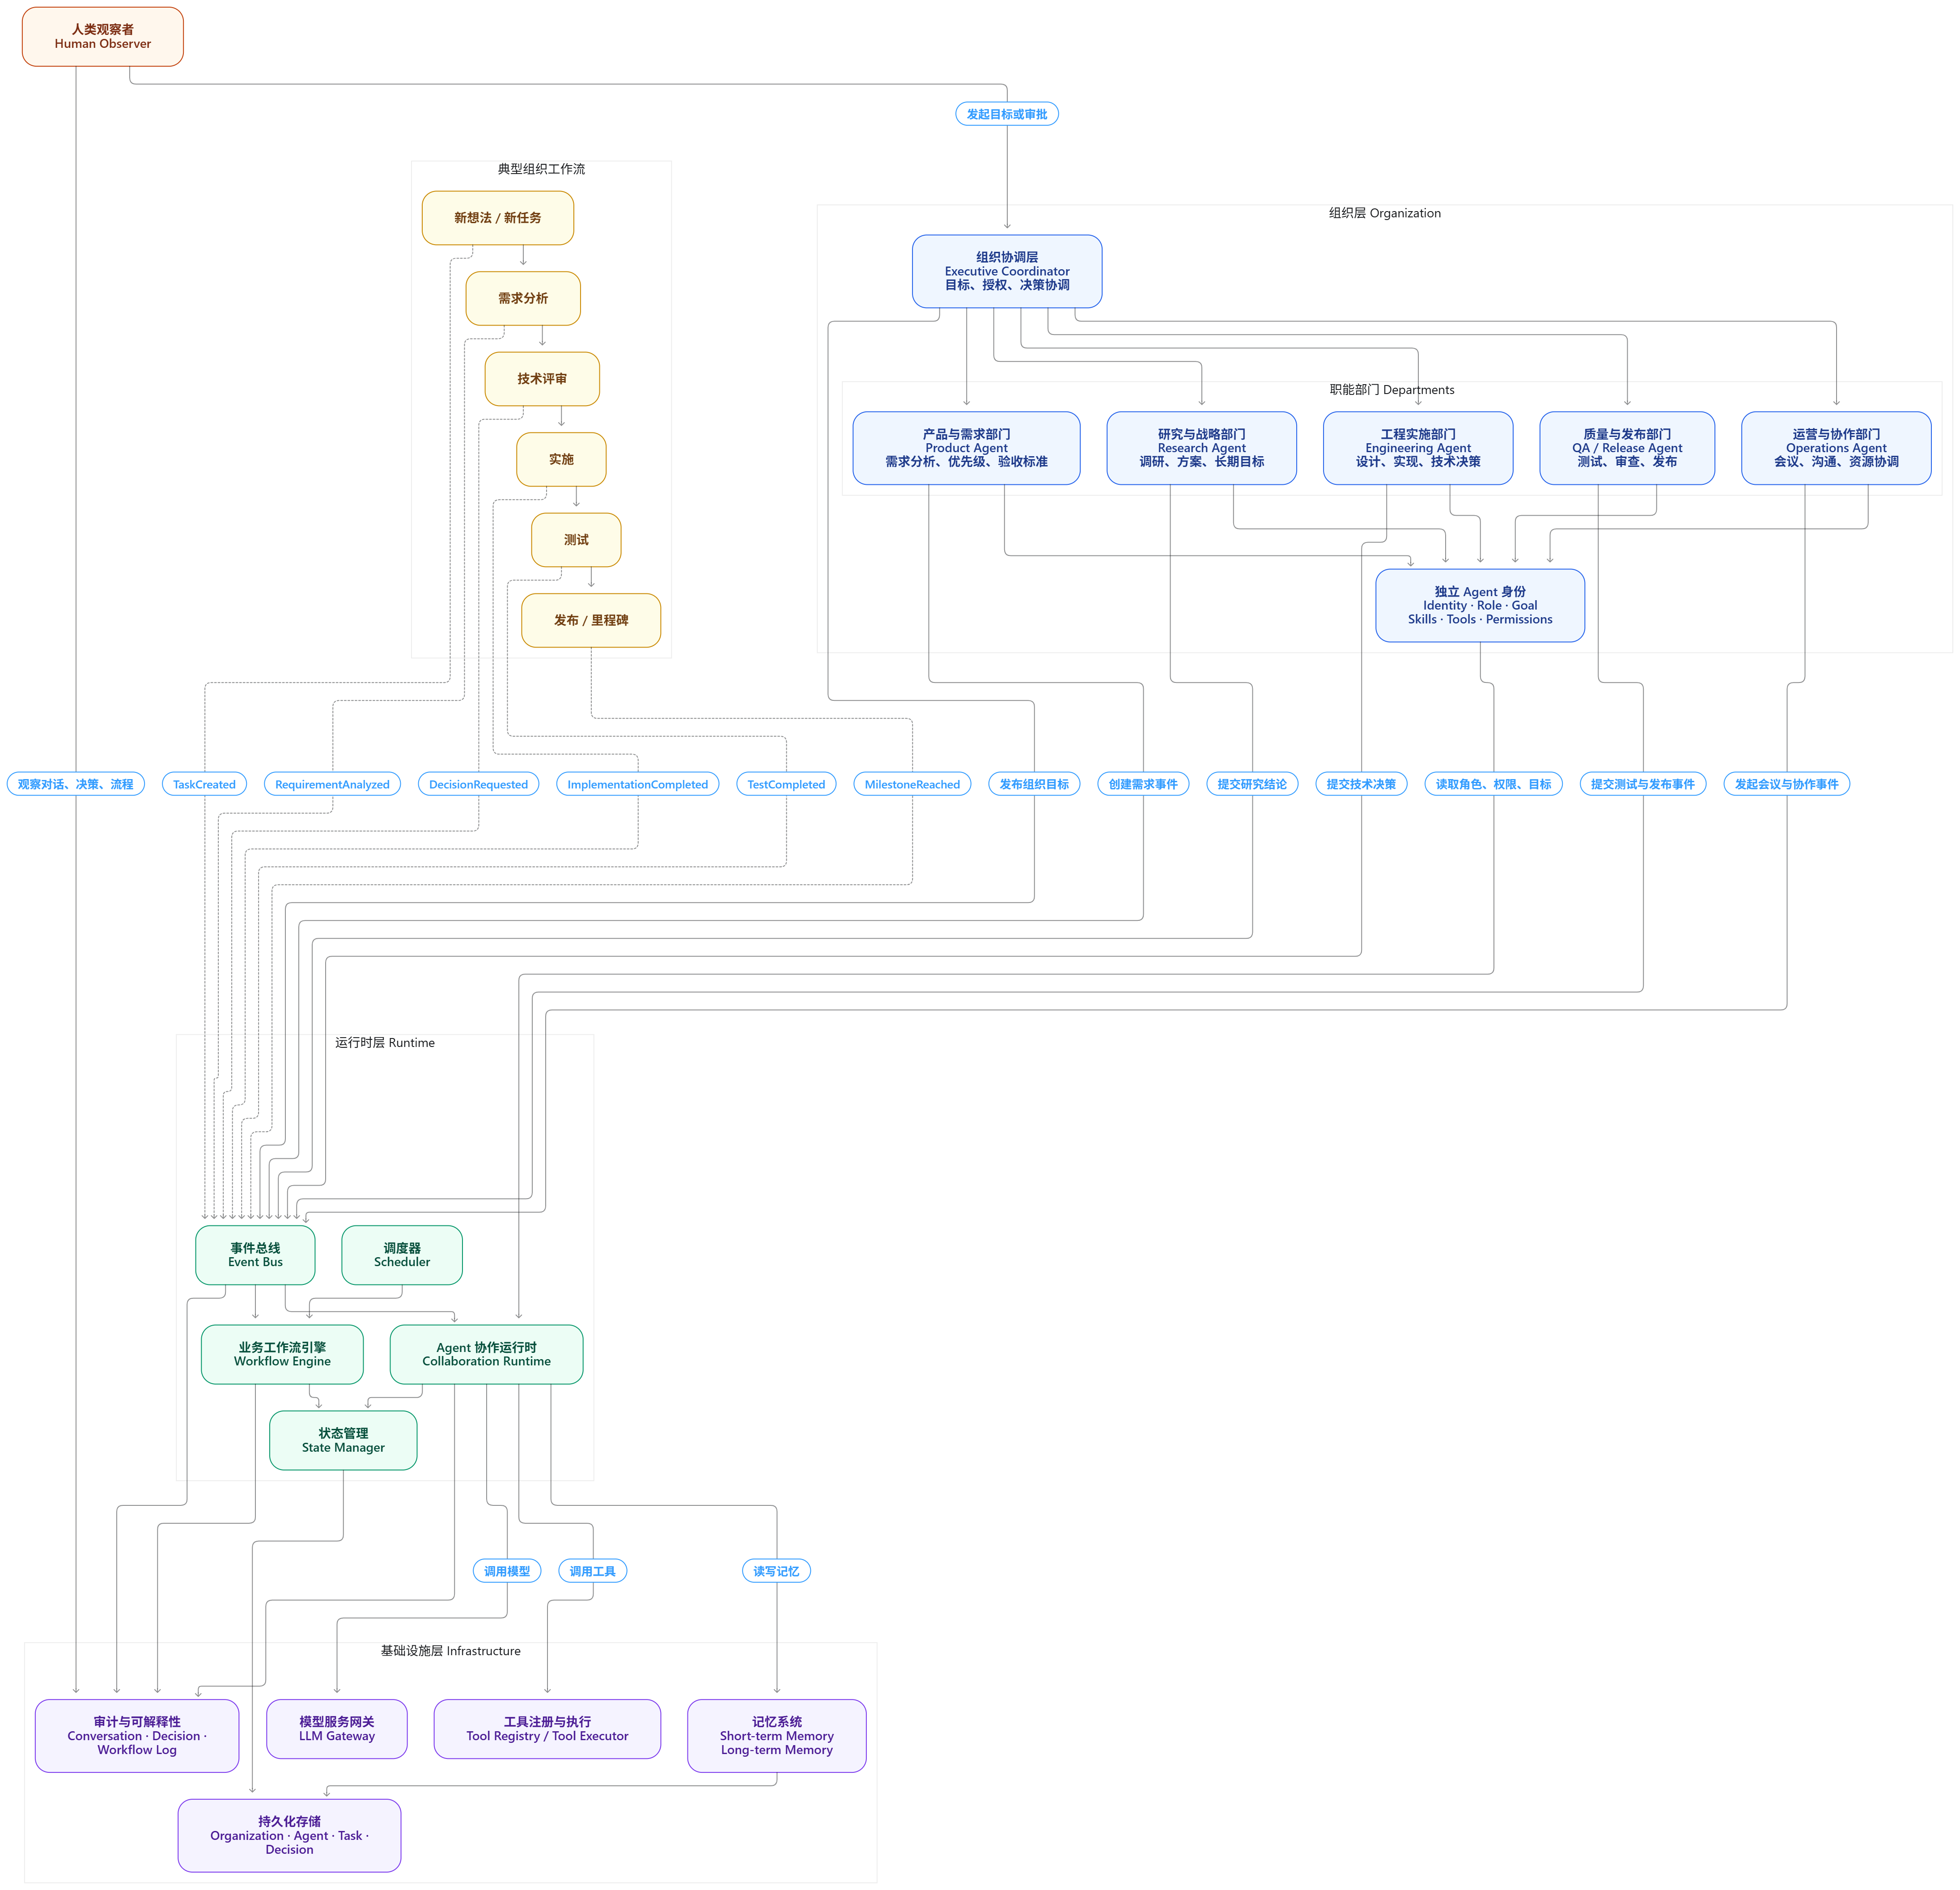 人类观察者
Human Observer
发起目标或审批
典型组织工作流
新想法 / 新任务
需求分析
技术评审
实施
测试
发布 / 里程碑
组织层 Organization
组织协调层
Executive Coordinator
目标、授权、决策协调
职能部门 Departments
产品与需求部门
Product Agent
需求分析、优先级、验收标准
研究与战略部门
Research Agent
调研、方案、长期目标
工程实施部门
Engineering Agent
设计、实现、技术决策
质量与发布部门
QA / Release Agent
测试、审查、发布
运营与协作部门
Operations Agent
会议、沟通、资源协调
独立 Agent 身份
Identity · Role · Goal
Skills · Tools · Permissions
观察对话、决策、流程
TaskCreated
RequirementAnalyzed
DecisionRequested
ImplementationCompleted
TestCompleted
MilestoneReached
发布组织目标
创建需求事件
提交研究结论
提交技术决策
读取角色、权限、目标
提交测试与发布事件
发起会议与协作事件
运行时层 Runtime
事件总线
Event Bus
调度器
Scheduler
业务工作流引擎
Workflow Engine
Agent 协作运行时
Collaboration Runtime
状态管理
State Manager
调用模型
调用工具
读写记忆
基础设施层 Infrastructure
审计与可解释性
Conversation · Decision ·
Workflow Log
模型服务网关
LLM Gateway
工具注册与执行
Tool Registry / Tool Executor
记忆系统
Short-term Memory
Long-term Memory
持久化存储
Organization · Agent · Task ·
Decision